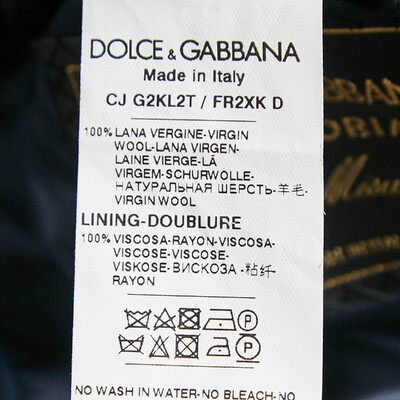 DOLCE & GABBANA
Made in Italy
CJ G2KL2T / FR2XK D
100% LANA VERGINE-VIRGIN
WOOL-LANA VIRGEN-
LAINE VIERGE-LÃ
VIRGEM-SCHURWOLLE-
НАТУРАЛЬНАЯ ШЕРСТЬ-羊毛-
VIRGIN WOOL
LINING-DOUBLURE
100% VISCOSA-RAYON-VISCOSA-
VISCOSE-VISCOSE-
VISKOSE-ВИСКОЗА -粘纤-
RAYON
P
P
NO WASH IN WATER-NO BLEACH-NO